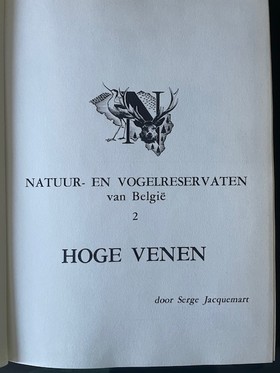 N
NATUUR- EN VOGELRESERVATEN
van België
2
HOGE VENEN
door Serge Jacquemart